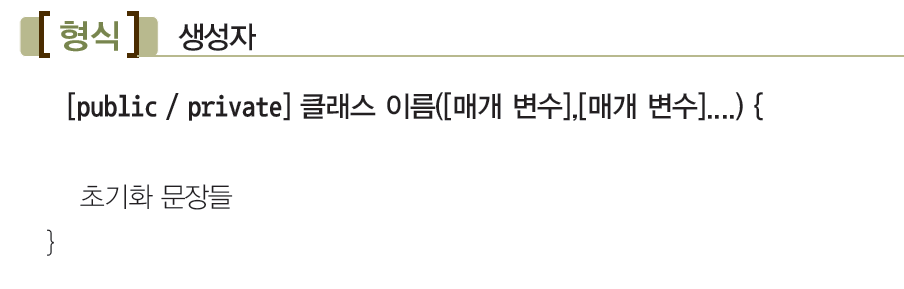 [형식] 생성자
[public / private] 클래스 이름([매개 변수],[매개 변수]....) {
초기화 문장들
}